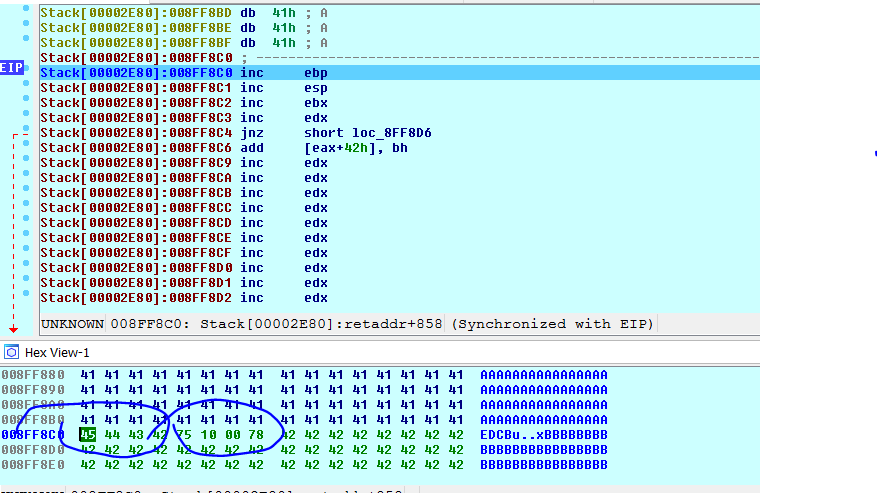 Stack[00002E80]:008FF8BD db 41h ; A
Stack[00002E80]:008FF8BE db 41h ; A
Stack[00002E80]:008FF8BF db 41h ; A
Stack[00002E80]:008FF8C0 ; ---------------------------------------------------------------
EIP Stack[00002E80]:008FF8C0 inc ebp
Stack[00002E80]:008FF8C1 inc esp
Stack[00002E80]:008FF8C2 inc ebx
Stack[00002E80]:008FF8C3 inc edx
Stack[00002E80]:008FF8C4 jnz short loc_8FF8D6
Stack[00002E80]:008FF8C6 add [eax+42h], bh
Stack[00002E80]:008FF8C9 inc edx
Stack[00002E80]:008FF8CA inc edx
Stack[00002E80]:008FF8CB inc edx
Stack[00002E80]:008FF8CC inc edx
Stack[00002E80]:008FF8CD inc edx
Stack[00002E80]:008FF8CE inc edx
Stack[00002E80]:008FF8CF inc edx
Stack[00002E80]:008FF8D0 inc edx
Stack[00002E80]:008FF8D1 inc edx
Stack[00002E80]:008FF8D2 inc edx
UNKNOWN 008FF8C0: Stack[00002E80]:retaddr+858 (Synchronized with EIP)
Hex View-1
008FF880 41 41 41 41 41 41 41 41 41 41 41 41 41 41 41 41 AAAAAAAAAAAAAAAA
008FF890 41 41 41 41 41 41 41 41 41 41 41 41 41 41 41 41 AAAAAAAAAAAAAAAA
008FF8A0 41 41 41 41 41 41 41 41 41 41 41 41 41 41 41 41 AAAAAAAAAAAAAAAA
008FF8B0 41 41 41 41 41 41 41 41 41 41 41 41 41 41 41 41 AAAAAAAAAAAAAAAA
008FF8C0 45 44 43 42 75 10 00 78 42 42 42 42 42 42 42 42 EDCBu..xBBBBBBBB
008FF8D0 42 42 42 42 42 42 42 42 42 42 42 42 42 42 42 42 BBBBBBBBBBBBBBBB
008FF8E0 42 42 42 42 42 42 42 42 42 42 42 42 42 42 42 42 BBBBBBBBBBBBBBBB